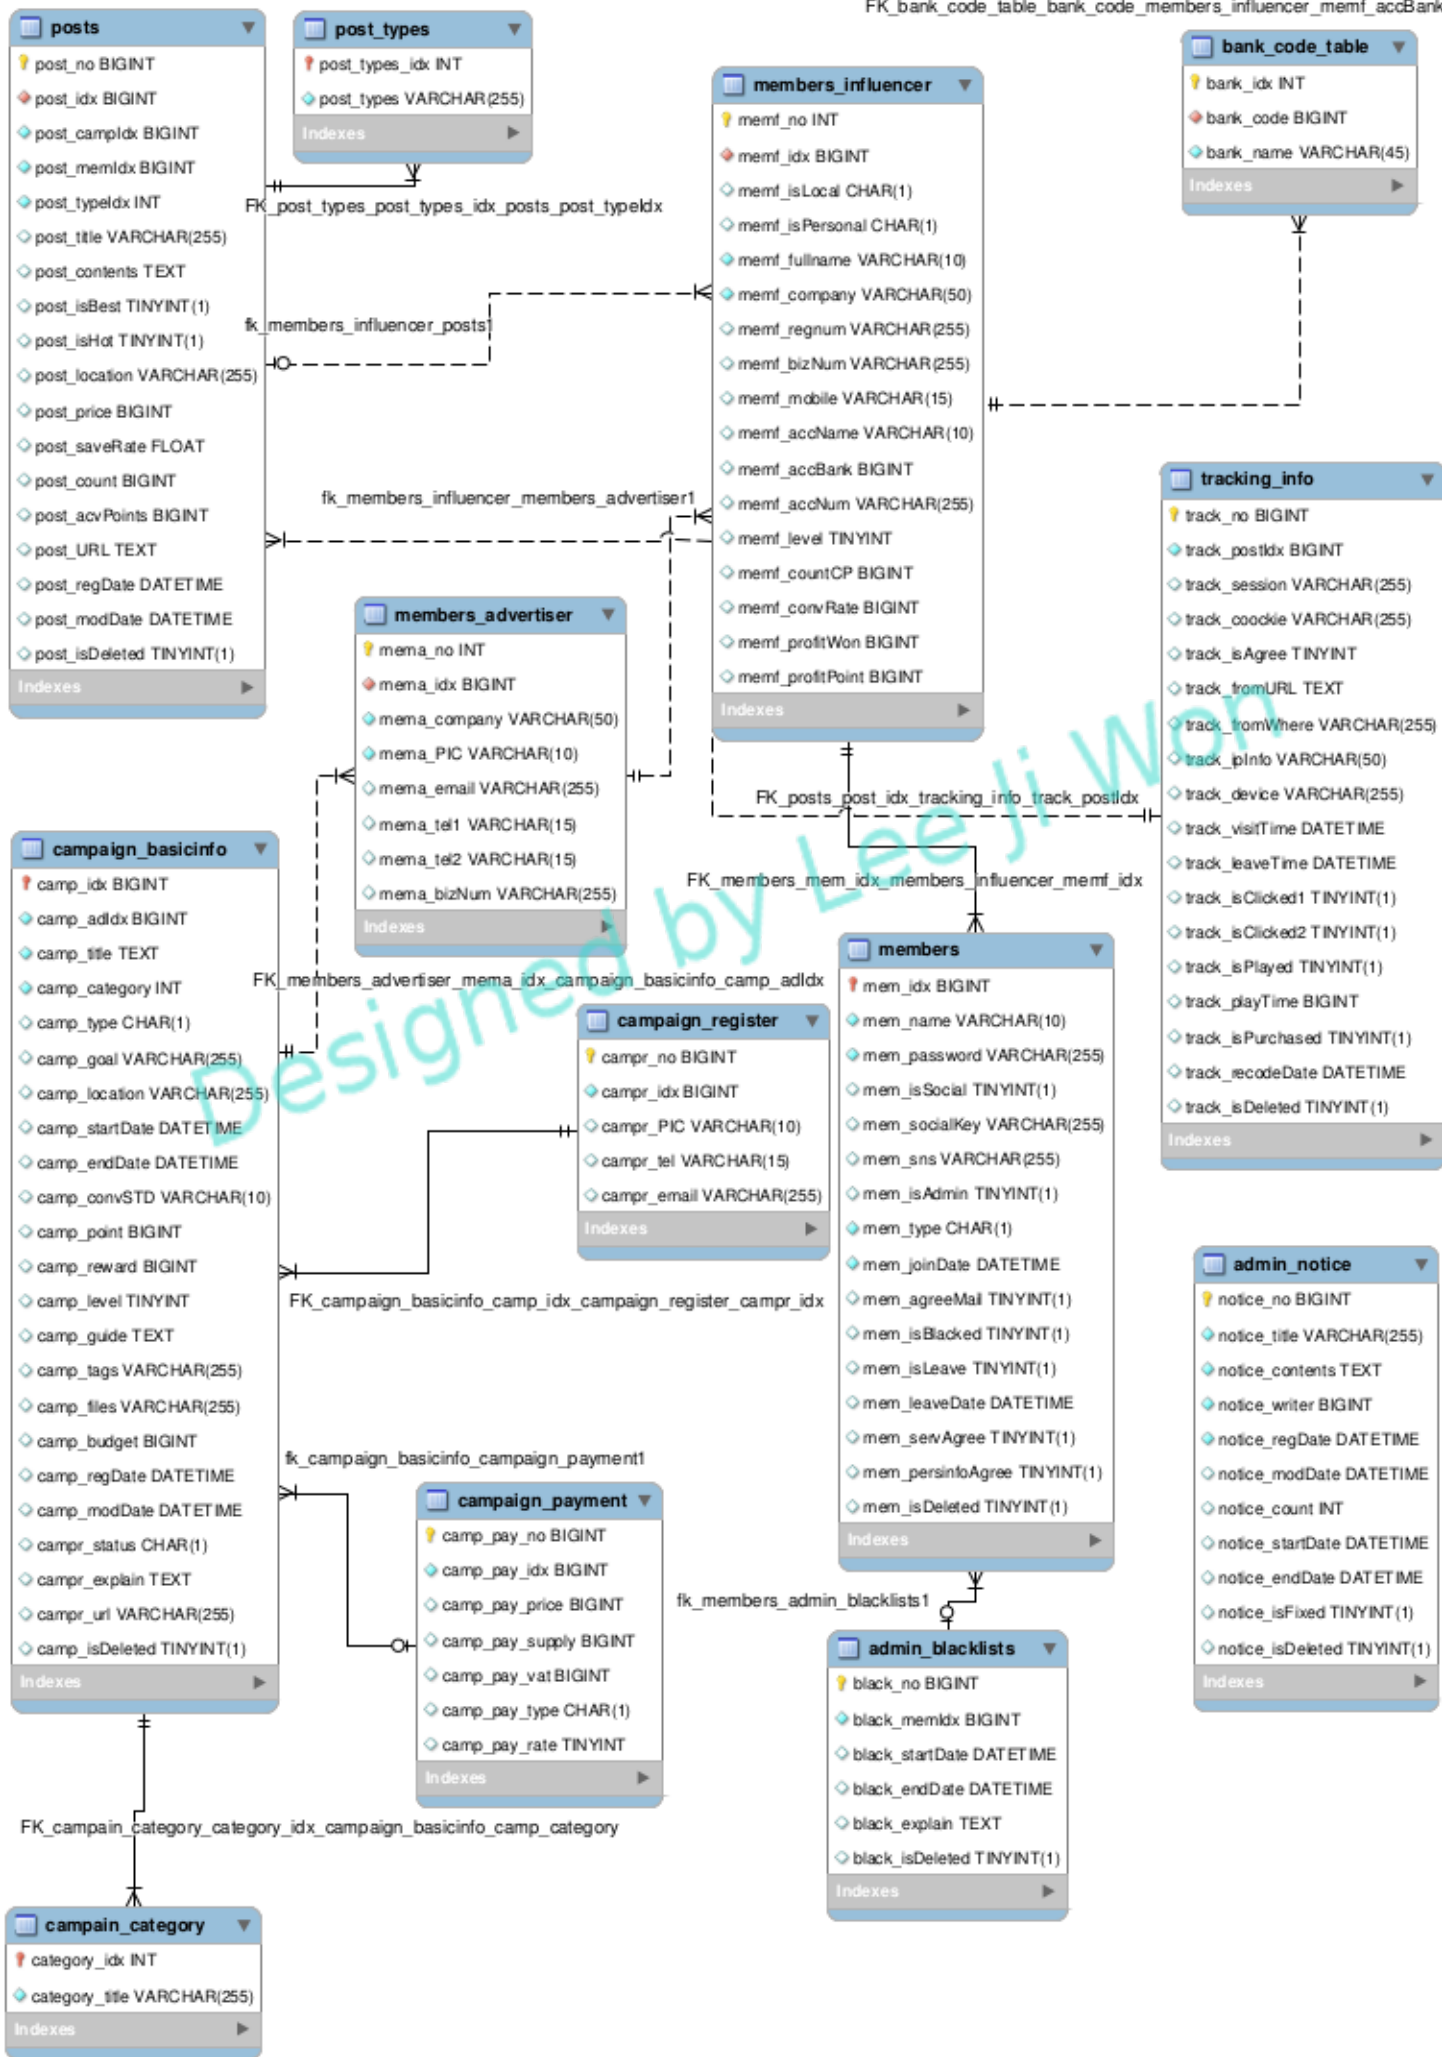 FK_bank_code_table_bank_code_members_influencer_memf_accBank
posts
post_no BIGINT
post_idx BIGINT
post_campIdx BIGINT
post_memIdx BIGINT
post_typeIdx INT
post_title VARCHAR(255)
post_contents TEXT
post_isBest TINYINT(1)
post_isHot TINYINT(1)
post_location VARCHAR(255)
post_price BIGINT
post_saveRate FLOAT
post_count BIGINT
post_acvPoints BIGINT
post_URL TEXT
post_regDate DATETIME
post_modDate DATETIME
post_isDeleted TINYINT(1)
Indexes
post_types
post_types_idx INT
post_types VARCHAR(255)
Indexes
FK_post_types_post_types_idx_posts_post_typeIdx
fk_members_influencer_posts1
fk_members_influencer_members_advertiser1
members_influencer
memf_no INT
memf_idx BIGINT
memf_isLocal CHAR(1)
memf_isPersonal CHAR(1)
memf_fullname VARCHAR(10)
memf_company VARCHAR(50)
memf_regnum VARCHAR(255)
memf_bizNum VARCHAR(255)
memf_mobile VARCHAR(15)
memf_accName VARCHAR(10)
memf_accBank BIGINT
memf_accNum VARCHAR(255)
memf_level TINYINT
memf_countCP BIGINT
memf_convRate BIGINT
memf_profitWon BIGINT
memf_profitPoint BIGINT
Indexes
bank_code_table
bank_idx INT
bank_code BIGINT
bank_name VARCHAR(45)
Indexes
tracking_info
track_no BIGINT
track_postIdx BIGINT
track_session VARCHAR(255)
track_coockie VARCHAR(255)
track_isAgree TINYINT
track_fromURL TEXT
track_fromWhere VARCHAR(255)
track_ipInfo VARCHAR(50)
track_device VARCHAR(255)
track_visitTime DATETIME
track_leaveTime DATETIME
track_isClicked1 TINYINT(1)
track_isClicked2 TINYINT(1)
track_isPlayed TINYINT(1)
track_playTime BIGINT
track_isPurchased TINYINT(1)
track_recodeDate DATETIME
track_isDeleted TINYINT(1)
Indexes
members_advertiser
mema_no INT
mema_idx BIGINT
mema_company VARCHAR(50)
mema_PIC VARCHAR(10)
mema_email VARCHAR(255)
mema_tel1 VARCHAR(15)
mema_tel2 VARCHAR(15)
mema_bizNum VARCHAR(255)
Indexes
FK_posts_post_idx_tracking_info_track_postIdx
FK_members_mem_idx_members_influencer_memf_idx
Designed by Lee Ji Won
FK_members_advertiser_mema_idx_campaign_basicinfo_camp_adIdx
campaign_basicinfo
camp_idx BIGINT
camp_adIdx BIGINT
camp_title TEXT
camp_category INT
camp_type CHAR(1)
camp_goal VARCHAR(255)
camp_location VARCHAR(255)
camp_startDate DATETIME
camp_endDate DATETIME
camp_convSTD VARCHAR(10)
camp_point BIGINT
camp_reward BIGINT
camp_level TINYINT
camp_guide TEXT
camp_tags VARCHAR(255)
camp_files VARCHAR(255)
camp_budget BIGINT
camp_regDate DATETIME
camp_modDate DATETIME
campr_status CHAR(1)
campr_explain TEXT
campr_url VARCHAR(255)
camp_isDeleted TINYINT(1)
Indexes
campaign_register
campr_no BIGINT
campr_idx BIGINT
campr_PIC VARCHAR(10)
campr_tel VARCHAR(15)
campr_email VARCHAR(255)
Indexes
FK_campaign_basicinfo_camp_idx_campaign_register_campr_idx
members
mem_idx BIGINT
mem_name VARCHAR(10)
mem_password VARCHAR(255)
mem_isSocial TINYINT(1)
mem_socialKey VARCHAR(255)
mem_sns VARCHAR(255)
mem_isAdmin TINYINT(1)
mem_type CHAR(1)
mem_joinDate DATETIME
mem_agreeMail TINYINT(1)
mem_isBlacked TINYINT(1)
mem_isLeave TINYINT(1)
mem_leaveDate DATETIME
mem_servAgree TINYINT(1)
mem_persinfoAgree TINYINT(1)
mem_isDeleted TINYINT(1)
Indexes
admin_notice
notice_no BIGINT
notice_title VARCHAR(255)
notice_contents TEXT
notice_writer BIGINT
notice_regDate DATETIME
notice_modDate DATETIME
notice_count INT
notice_startDate DATETIME
notice_endDate DATETIME
notice_isFixed TINYINT(1)
notice_isDeleted TINYINT(1)
Indexes
fk_campaign_basicinfo_campaign_payment1
campaign_payment
camp_pay_no BIGINT
camp_pay_idx BIGINT
camp_pay_price BIGINT
camp_pay_supply BIGINT
camp_pay_vat BIGINT
camp_pay_type CHAR(1)
camp_pay_rate TINYINT
Indexes
fk_members_admin_blacklists1
admin_blacklists
black_no BIGINT
black_memIdx BIGINT
black_startDate DATETIME
black_endDate DATETIME
black_explain TEXT
black_isDeleted TINYINT(1)
Indexes
FK_campain_category_category_idx_campaign_basicinfo_camp_category
campain_category
category_idx INT
category_title VARCHAR(255)
Indexes